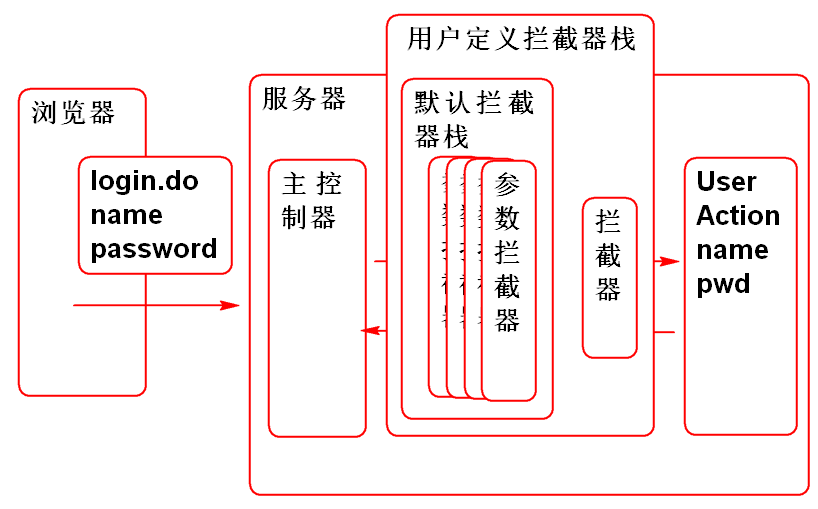 用户定义拦截器栈
浏览器
服务器
默认拦截
器栈
login.do
name
password
主控
制器
参
数
拦
截
器
拦
截
器
User
Action
name
pwd